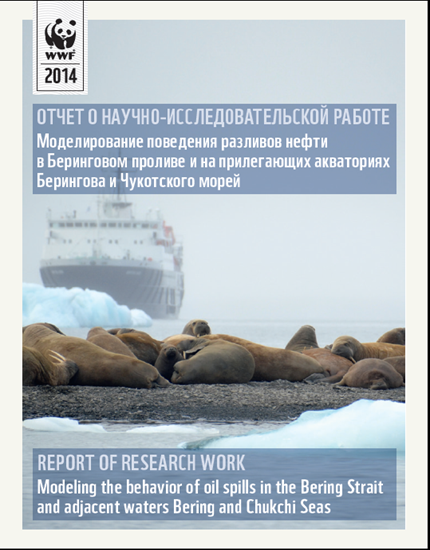 WWF
2014
ОТЧЕТ О НАУЧНО-ИССЛЕДОВАТЕЛЬСКОЙ РАБОТЕ
Моделирование поведения разливов нефти
в Беринговом проливе и на прилегающих акваториях
Берингова и Чукотского морей
REPORT OF RESEARCH WORK
Modeling the behavior of oil spills in the Bering Strait
and adjacent waters Bering and Chukchi Seas